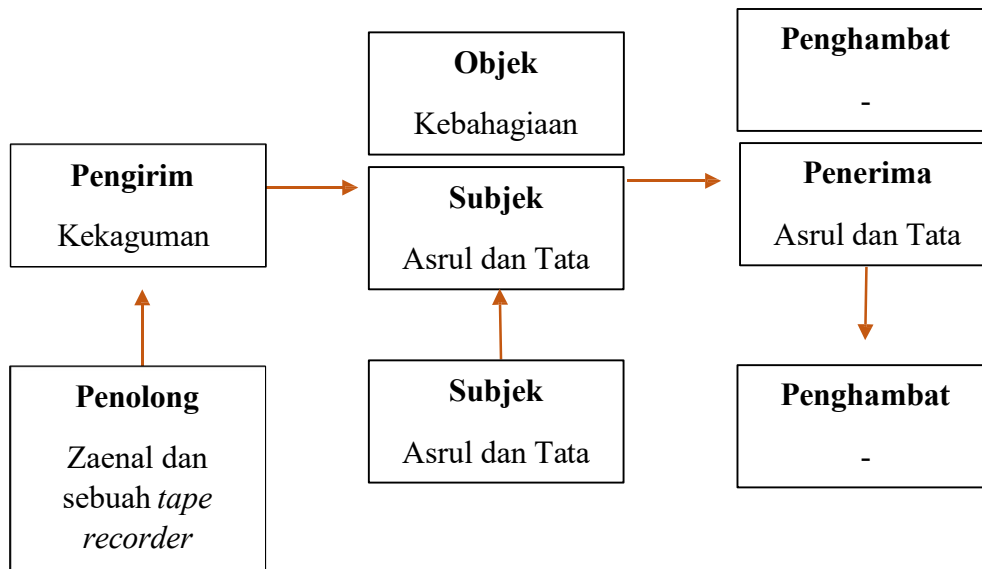 Objek
Kebahagiaan
Penghambat
-
Pengirim
Kekaguman
Subjek
Asrul dan Tata
Penerima
Asrul dan Tata
Penolong
Zaenal dan
sebuah tape
recorder
Subjek
Asrul dan Tata
Penghambat
-